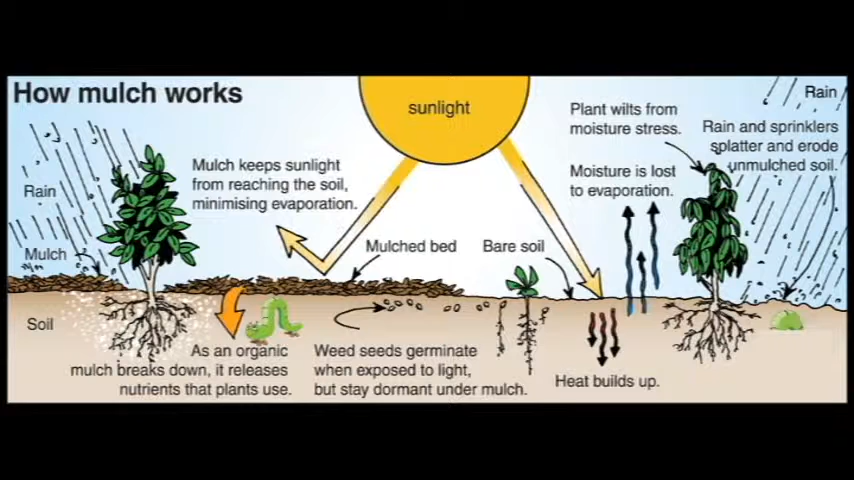 How mulch works
sunlight
Rain
Mulch
Soil
Mulch keeps sunlight
from reaching the soil,
minimising evaporation.
Mulched bed
Bare soil
Plant wilts from
moisture stress.
Moisture is lost
to evaporation.
Rain
Rain and sprinklers
splatter and erode
unmulched soil.
As an organic
mulch breaks down, it releases
nutrients that plants use.
Weed seeds germinate
when exposed to light,
but stay dormant under mulch.
Heat builds up.